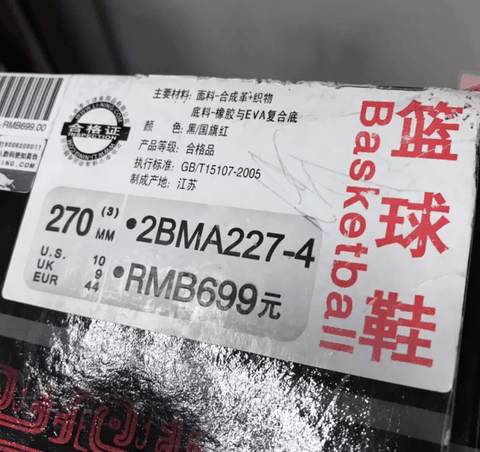 主要材料: 面料-合成革+织物
底料-橡胶与EVA复合底
颜 色: 黑/国旗红
产品等级: 合格品
执行标准: GB/T15107-2005
制成产地: 江苏
合格证
270 (3) MM
U.S. 10
UK 9
EUR 44
•2BMA227-4
•RMB699元
篮球鞋
Basketball
RMB699.00